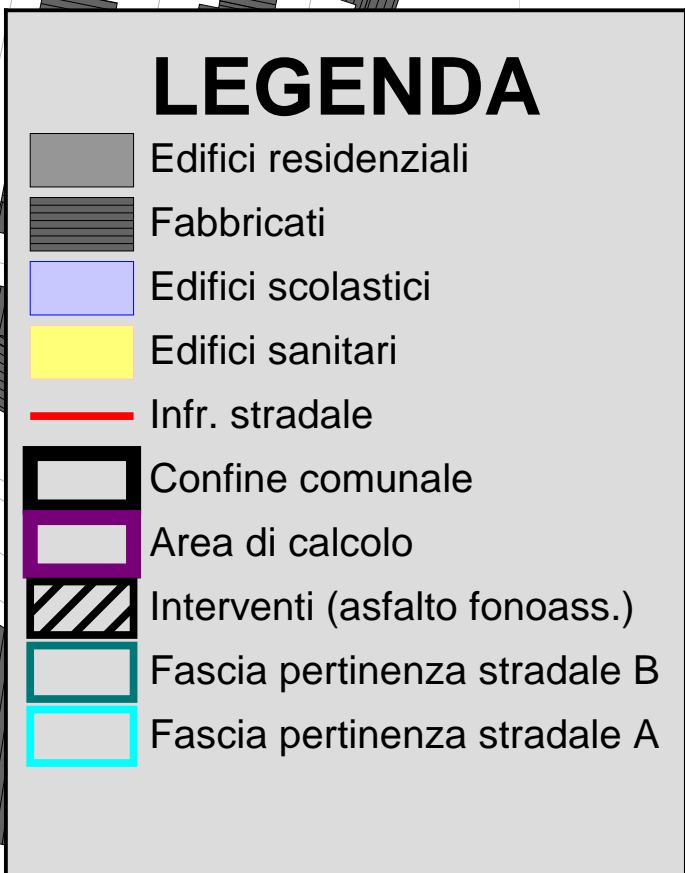 LEGENDA
Edifici residenziali
Fabbricati
Edifici scolastici
Edifici sanitari
Infr. stradale
Confine comunale
Area di calcolo
Interventi (asfalto fonoass.)
Fascia pertinenza stradale B
Fascia pertinenza stradale A